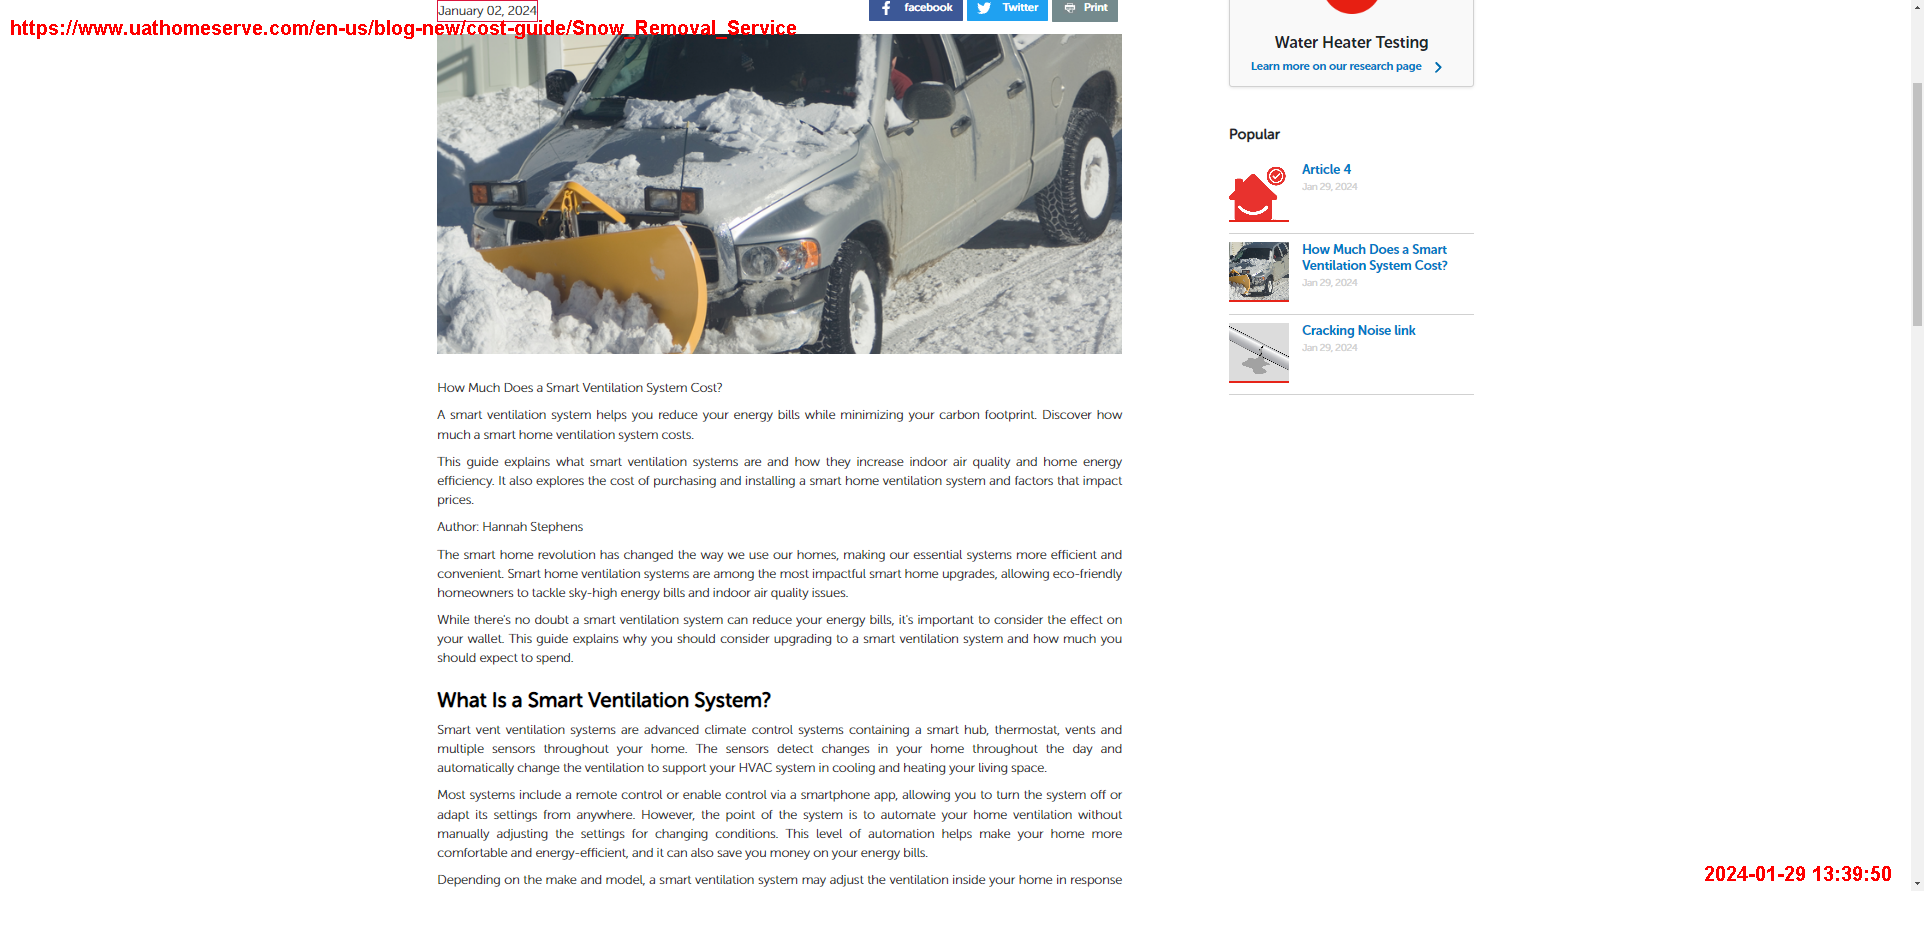 January 02, 2024
facebook
Twitter
Print
https://www.uathomeserve.com/en-us/blog-new/cost-guide/Snow_Removal_Service
Water Heater Testing
Learn more on our research page
Popular
Article 4
Jan 29, 2024
How Much Does a Smart
Ventilation System Cost?
Jan 29, 2024
Cracking Noise link
Jan 29, 2024
How Much Does a Smart Ventilation System Cost?
A smart ventilation system helps you reduce your energy bills while minimizing your carbon footprint. Discover how
much a smart home ventilation system costs.
This guide explains what smart ventilation systems are and how they increase indoor air quality and home energy
efficiency. It also explores the cost of purchasing and installing a smart home ventilation system and factors that impact
prices.
Author: Hannah Stephens
The smart home revolution has changed the way we use our homes, making our essential systems more efficient and
convenient. Smart home ventilation systems are among the most impactful smart home upgrades, allowing eco-friendly
homeowners to tackle sky-high energy bills and indoor air quality issues.
While there's no doubt a smart ventilation system can reduce your energy bills, it's important to consider the effect on
your wallet. This guide explains why you should consider upgrading to a smart ventilation system and how much you
should expect to spend.
What Is a Smart Ventilation System?
Smart vent ventilation systems are advanced climate control systems containing a smart hub, thermostat, vents and
multiple sensors throughout your home. The sensors detect changes in your home throughout the day and
automatically change the ventilation to support your HVAC system in cooling and heating your living space.
Most systems include a remote control or enable control via a smartphone app, allowing you to turn the system off or
adapt its settings from anywhere. However, the point of the system is to automate your home ventilation without
manually adjusting the settings for changing conditions. This level of automation helps make your home more
comfortable and energy-efficient, and it can also save you money on your energy bills.
Depending on the make and model, a smart ventilation system may adjust the ventilation inside your home in response
2024-01-29 13:39:50